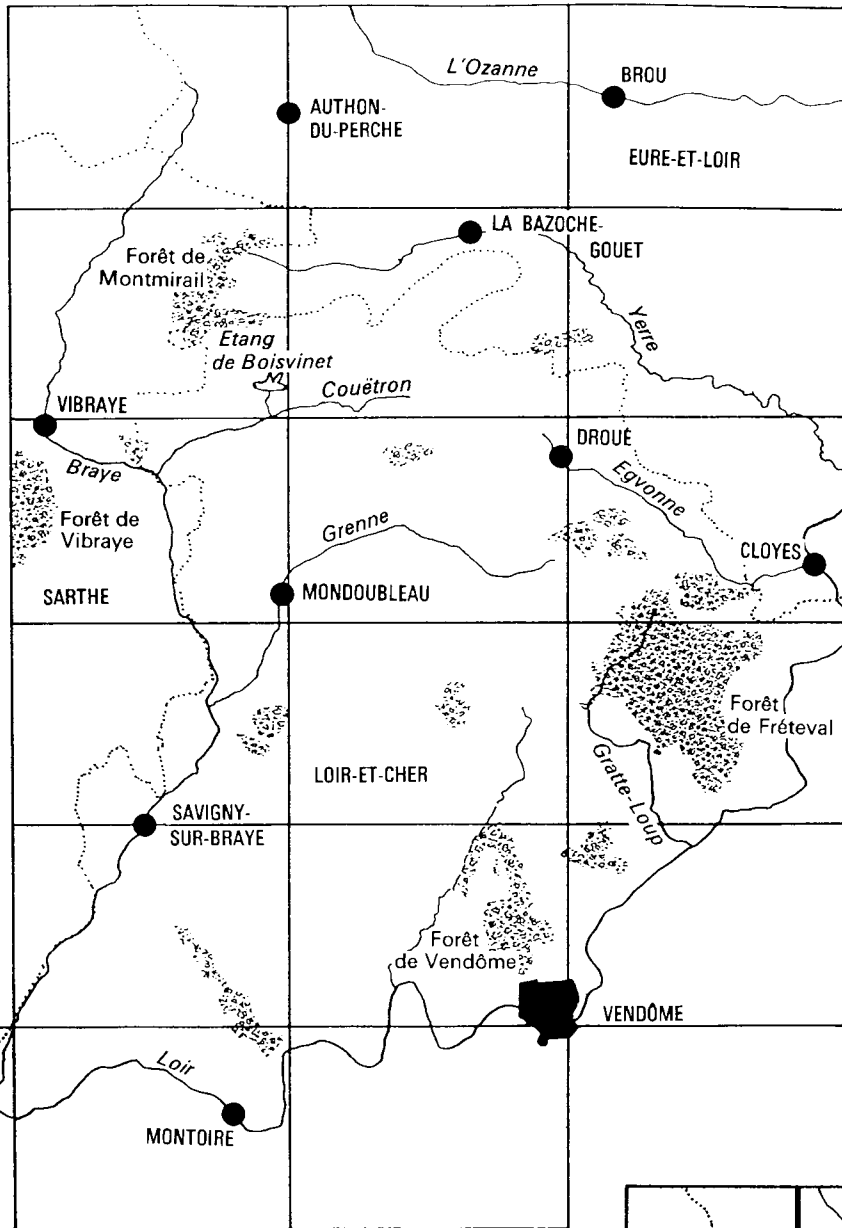 L'Ozanne
BROU
AUTHON-
DU-PERCHE
EURE-ET-LOIR
LA BAZOCHE-
GOUET
Forêt de
Montmirail
Yerre
Etang
de Boisvinet
Couëtron
VIBRAYE
DROUÉ
Braye
Egvonne
Forêt de
Vibraye
Grenne
CLOYES
SARTHE
MONDOUBLEAU
Forêt
de Fréteval
LOIR-ET-CHER
Gratte-Loup
SAVIGNY-
SUR-BRAYE
Forêt
de Vendôme
VENDÔME
Loir
MONTOIRE